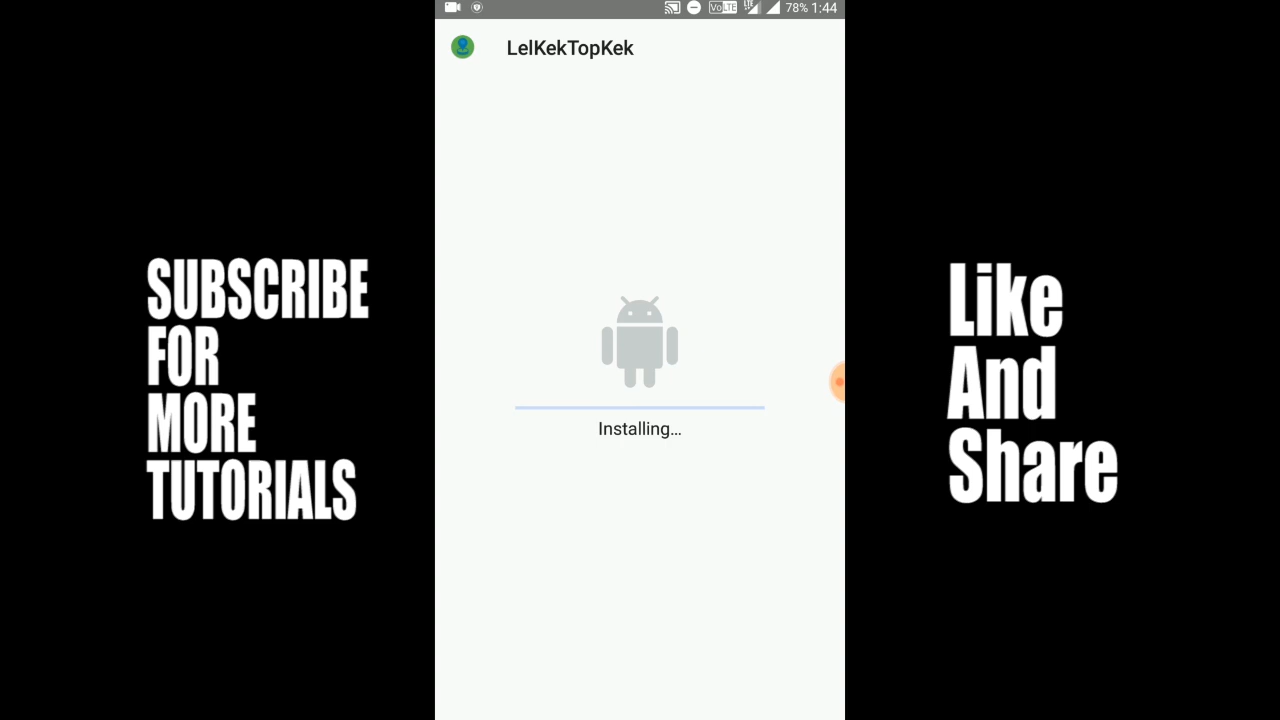 78% 1:44
LelKekTopKek
Installing...
SUBSCRIBE
FOR
MORE
TUTORIALS
Like
And
Share